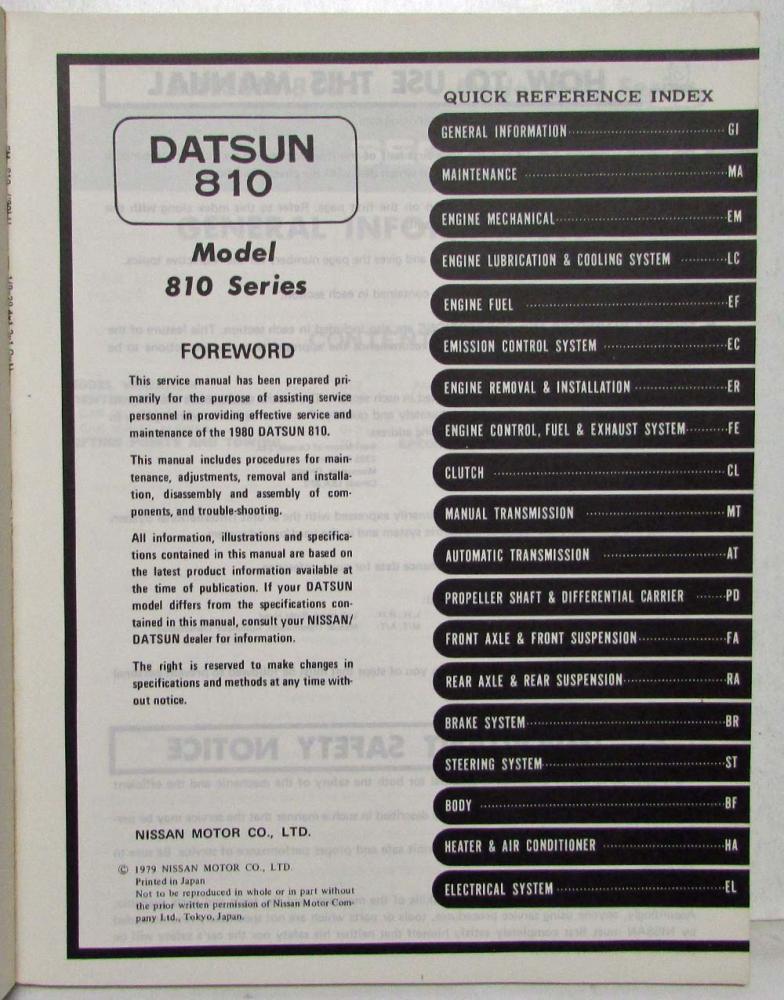 DATSUN
810
Model
810 Series
FOREWORD
This service manual has been prepared pri-
marily for the purpose of assisting service
personnel in providing effective service and
maintenance of the 1980 DATSUN 810.
This manual includes procedures for main-
tenance, adjustments, removal and installa-
tion, disassembly and assembly of com-
ponents, and trouble-shooting.
All information, illustrations and specifica-
tions contained in this manual are based on
the latest product information available at
the time of publication. If your DATSUN
model differs from the specifications con-
tained in this manual, consult your NISSAN/
DATSUN dealer for information.
The right is reserved to make changes in
specifications and methods at any time with-
out notice.
NISSAN MOTOR CO., LTD.
© 1979 NISSAN MOTOR CO., LTD.
Printed in Japan
Not to be reproduced in whole or in part without
the prior written permission of Nissan Motor Com-
pany Ltd., Tokyo, Japan.
QUICK REFERENCE INDEX
GENERAL INFORMATION GI
MAINTENANCE MA
ENGINE MECHANICAL EM
ENGINE LUBRICATION & COOLING SYSTEM LC
ENGINE FUEL EF
EMISSION CONTROL SYSTEM EC
ENGINE REMOVAL & INSTALLATION ER
ENGINE CONTROL, FUEL & EXHAUST SYSTEM FE
CLUTCH CL
MANUAL TRANSMISSION MT
AUTOMATIC TRANSMISSION AT
PROPELLER SHAFT & DIFFERENTIAL CARRIER PD
FRONT AXLE & FRONT SUSPENSION FA
REAR AXLE & REAR SUSPENSION RA
BRAKE SYSTEM BR
STEERING SYSTEM ST
BODY BF
HEATER & AIR CONDITIONER HA
ELECTRICAL SYSTEM EL